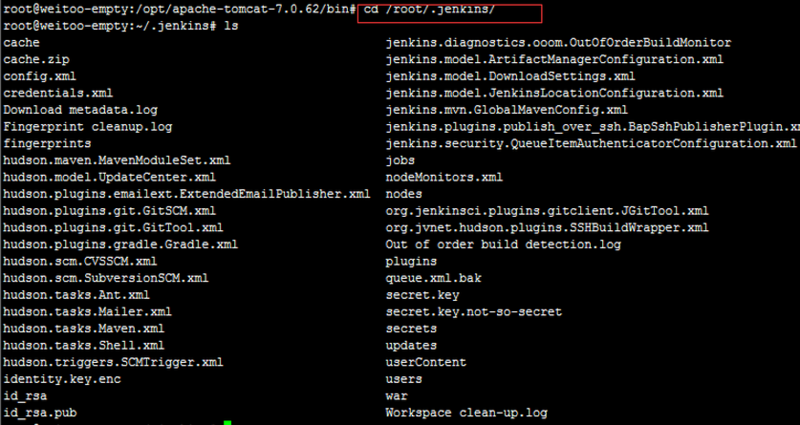 root@weitoo-empty:/opt/apache-tomcat-7.0.62/bin# cd /root/.jenkins/
root@weitoo-empty:~/.jenkins# ls
cache jenkins.diagnostics.ooom.OutOfOrderBuildMonitor
cache.zip jenkins.model.ArtifactManagerConfiguration.xml
config.xml jenkins.model.DownloadSettings.xml
credentials.xml jenkins.model.JenkinsLocationConfiguration.xml
Download metadata.log jenkins.mvn.GlobalMavenConfig.xml
Fingerprint cleanup.log jenkins.plugins.publish_over_ssh.BapSshPublisherPlugin.x
fingerprints jenkins.security.QueueItemAuthenticatorConfiguration.xml
hudson.maven.MavenModuleSet.xml jobs
hudson.model.UpdateCenter.xml nodeMonitors.xml
hudson.plugins.emailext.ExtendedEmailPublisher.xml nodes
hudson.plugins.git.GitSCM.xml org.jenkinsci.plugins.gitclient.JGitTool.xml
hudson.plugins.git.GitTool.xml org.jvnet.hudson.plugins.SSHBuildWrapper.xml
hudson.plugins.gradle.Gradle.xml Out of order build detection.log
hudson.scm.CVSSCM.xml plugins
hudson.scm.SubversionSCM.xml queue.xml.bak
hudson.tasks.Ant.xml secret.key
hudson.tasks.Mailer.xml secret.key.not-so-secret
hudson.tasks.Maven.xml secrets
hudson.tasks.Shell.xml updates
hudson.triggers.SCMTrigger.xml userContent
identity.key.enc users
id_rsa war
id_rsa.pub Workspace clean-up.log